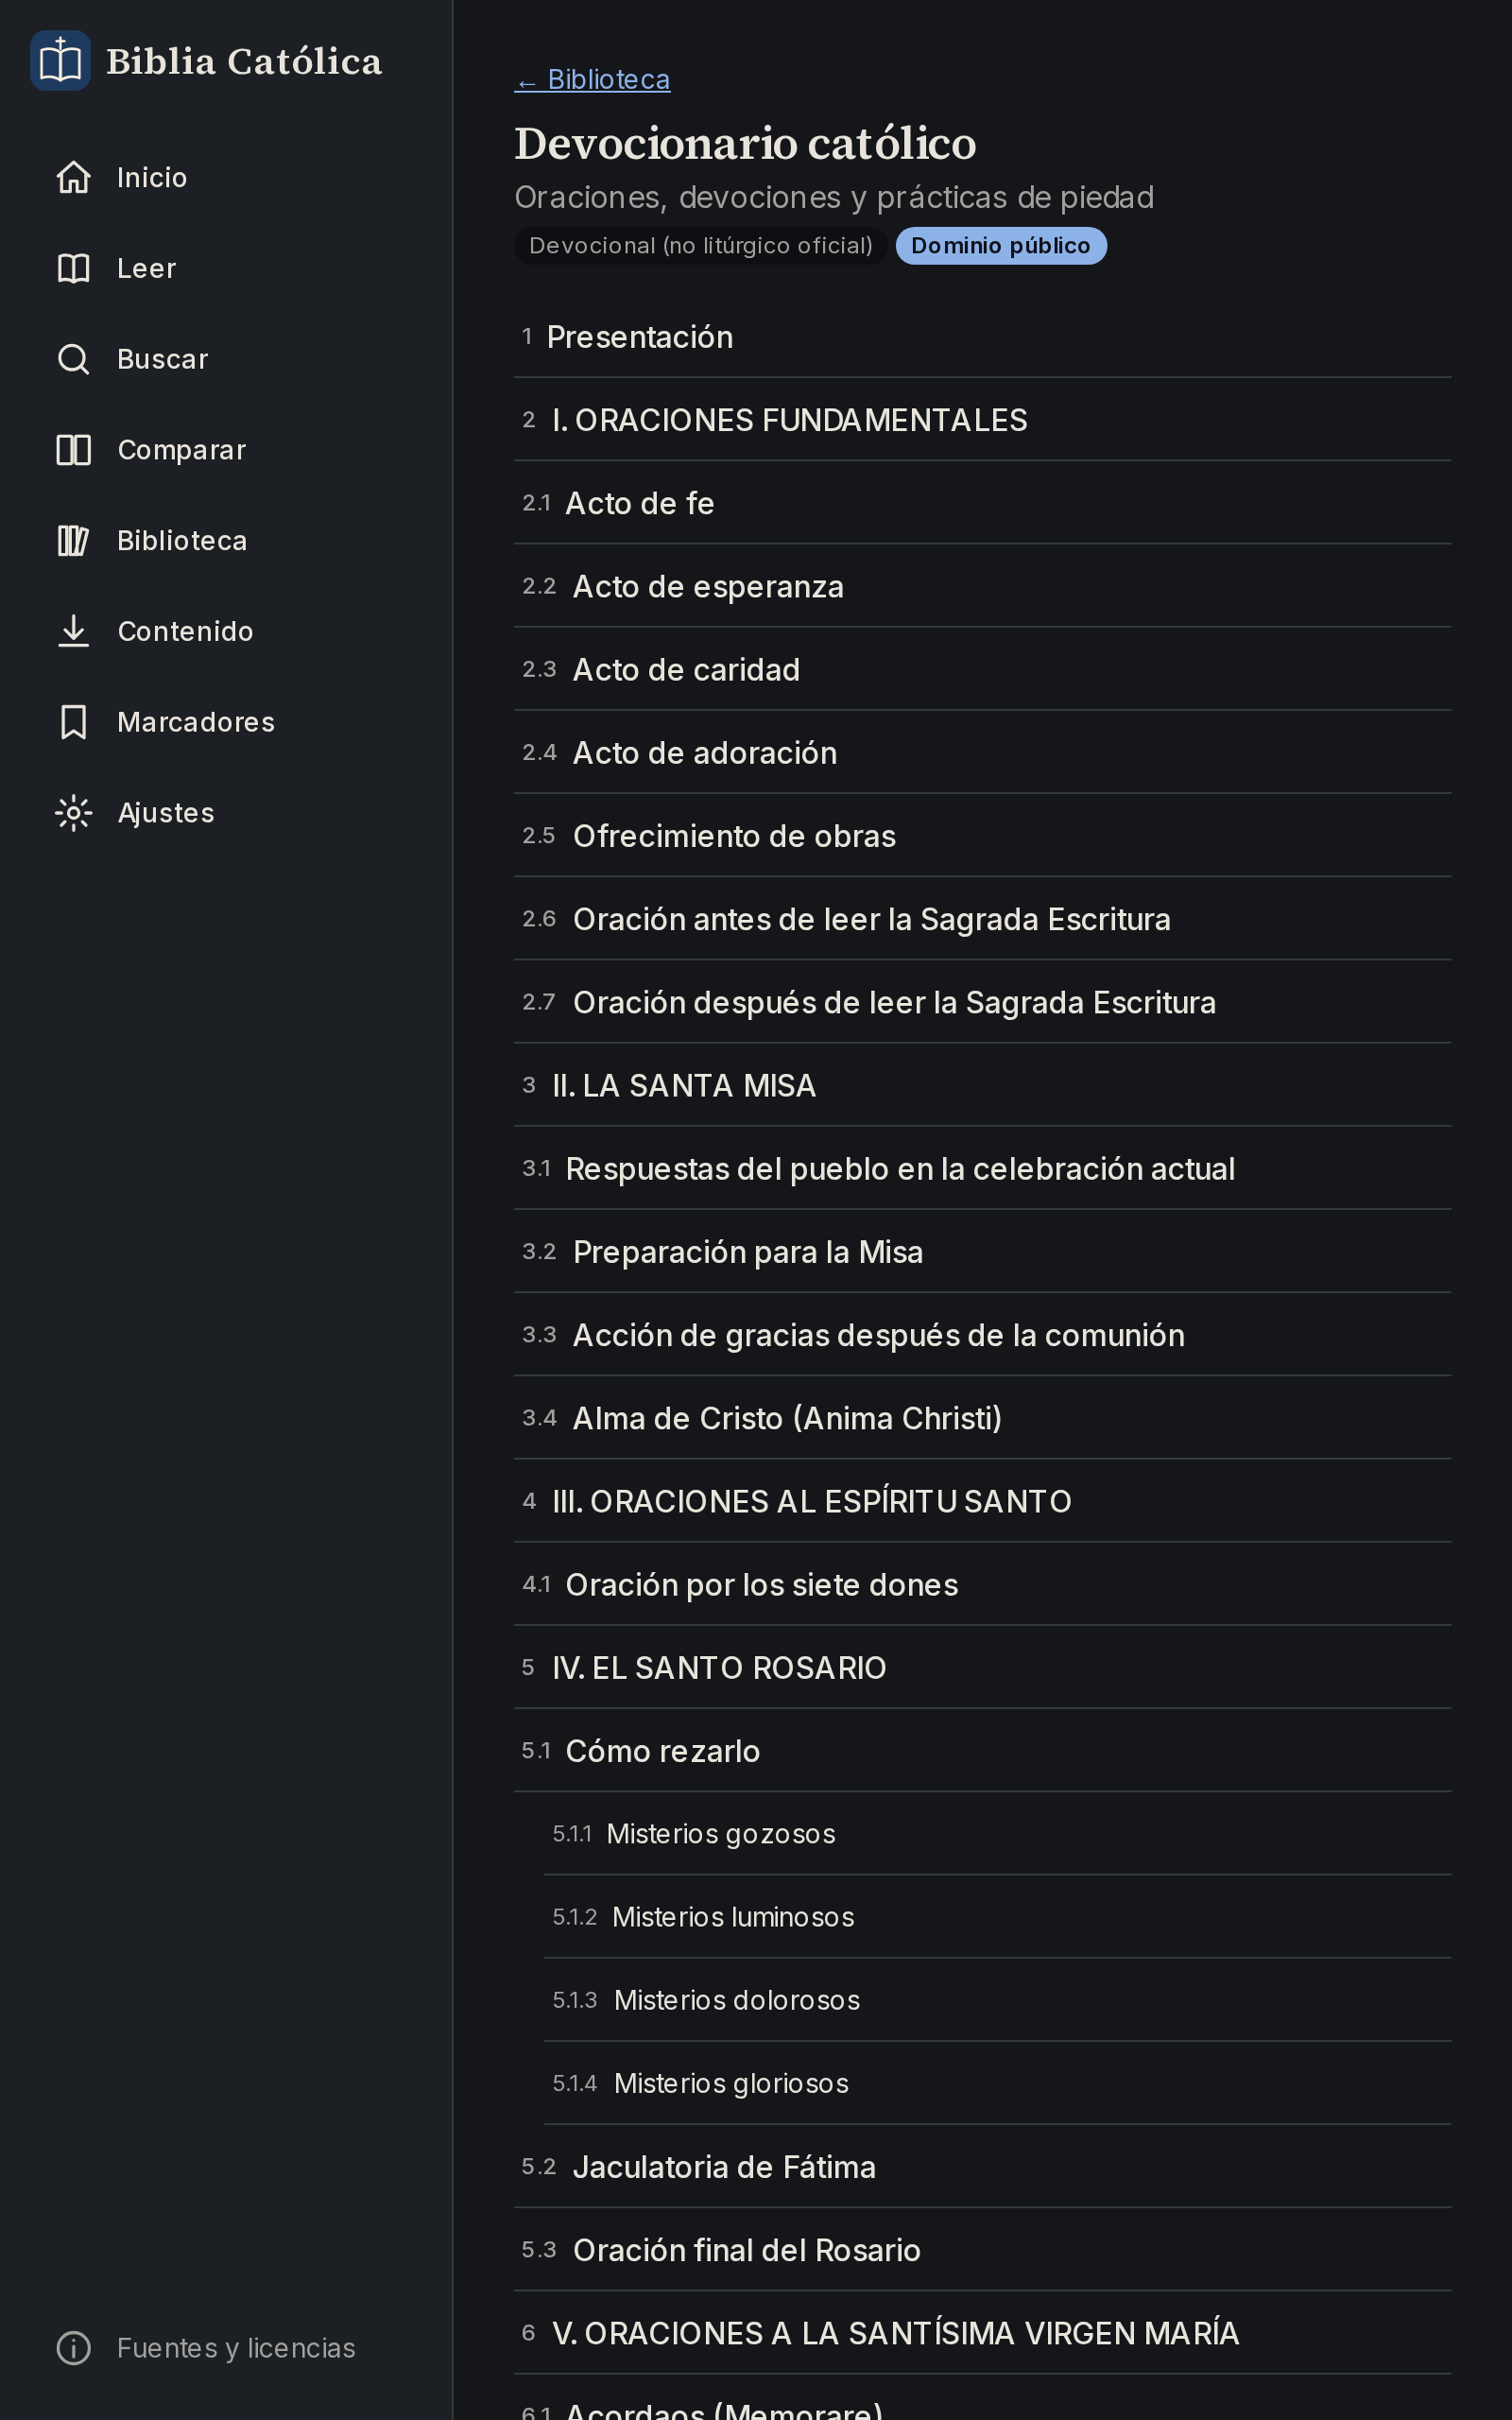 Biblia Católica
Inicio
Leer
Buscar
Comparar
Biblioteca
Contenido
Marcadores
Ajustes
Fuentes y licencias
← Biblioteca
Devocionario católico
Oraciones, devociones y prácticas de piedad
Devocional (no litúrgico oficial) Dominio público
1 Presentación
2 I. ORACIONES FUNDAMENTALES
2.1 Acto de fe
2.2 Acto de esperanza
2.3 Acto de caridad
2.4 Acto de adoración
2.5 Ofrecimiento de obras
2.6 Oración antes de leer la Sagrada Escritura
2.7 Oración después de leer la Sagrada Escritura
3 II. LA SANTA MISA
3.1 Respuestas del pueblo en la celebración actual
3.2 Preparación para la Misa
3.3 Acción de gracias después de la comunión
3.4 Alma de Cristo (Anima Christi)
4 III. ORACIONES AL ESPÍRITU SANTO
4.1 Oración por los siete dones
5 IV. EL SANTO ROSARIO
5.1 Cómo rezarlo
5.1.1 Misterios gozosos
5.1.2 Misterios luminosos
5.1.3 Misterios dolorosos
5.1.4 Misterios gloriosos
5.2 Jaculatoria de Fátima
5.3 Oración final del Rosario
6 V. ORACIONES A LA SANTÍSIMA VIRGEN MARÍA
6.1 Acordaos (Memorare)